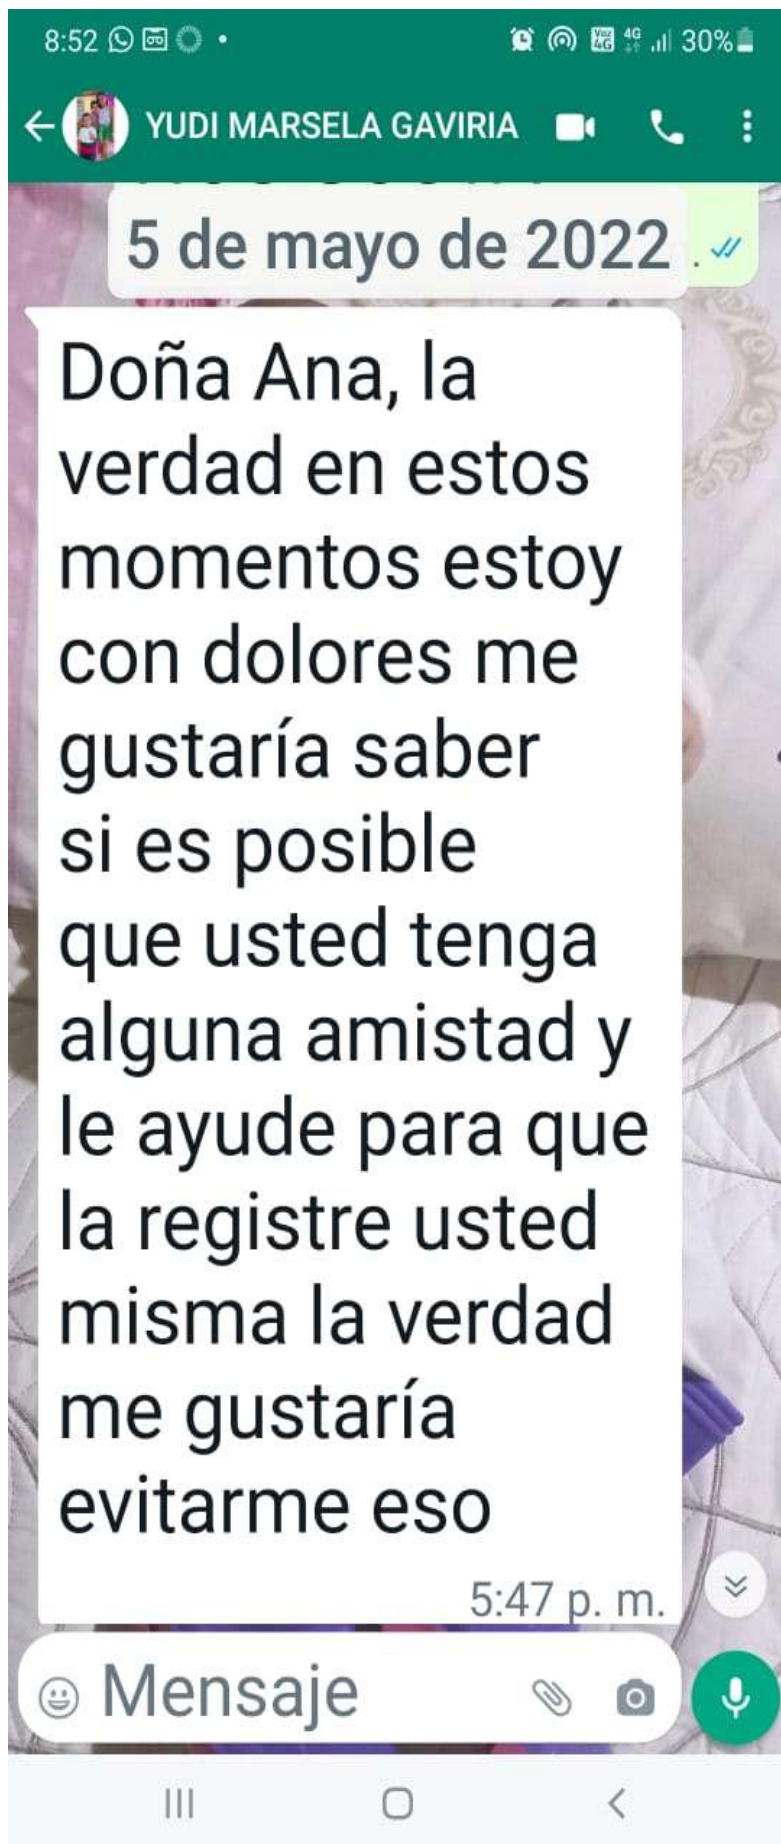 8:52 4G 30%
YUDI MARSELA GAVIRIA
5 de mayo de 2022
Doña Ana, la
verdad en estos
momentos estoy
con dolores me
gustaría saber
si es posible
que usted tenga
alguna amistad y
le ayude para que
la registre usted
misma la verdad
me gustaría
evitarme eso
5:47 p. m.
Mensaje